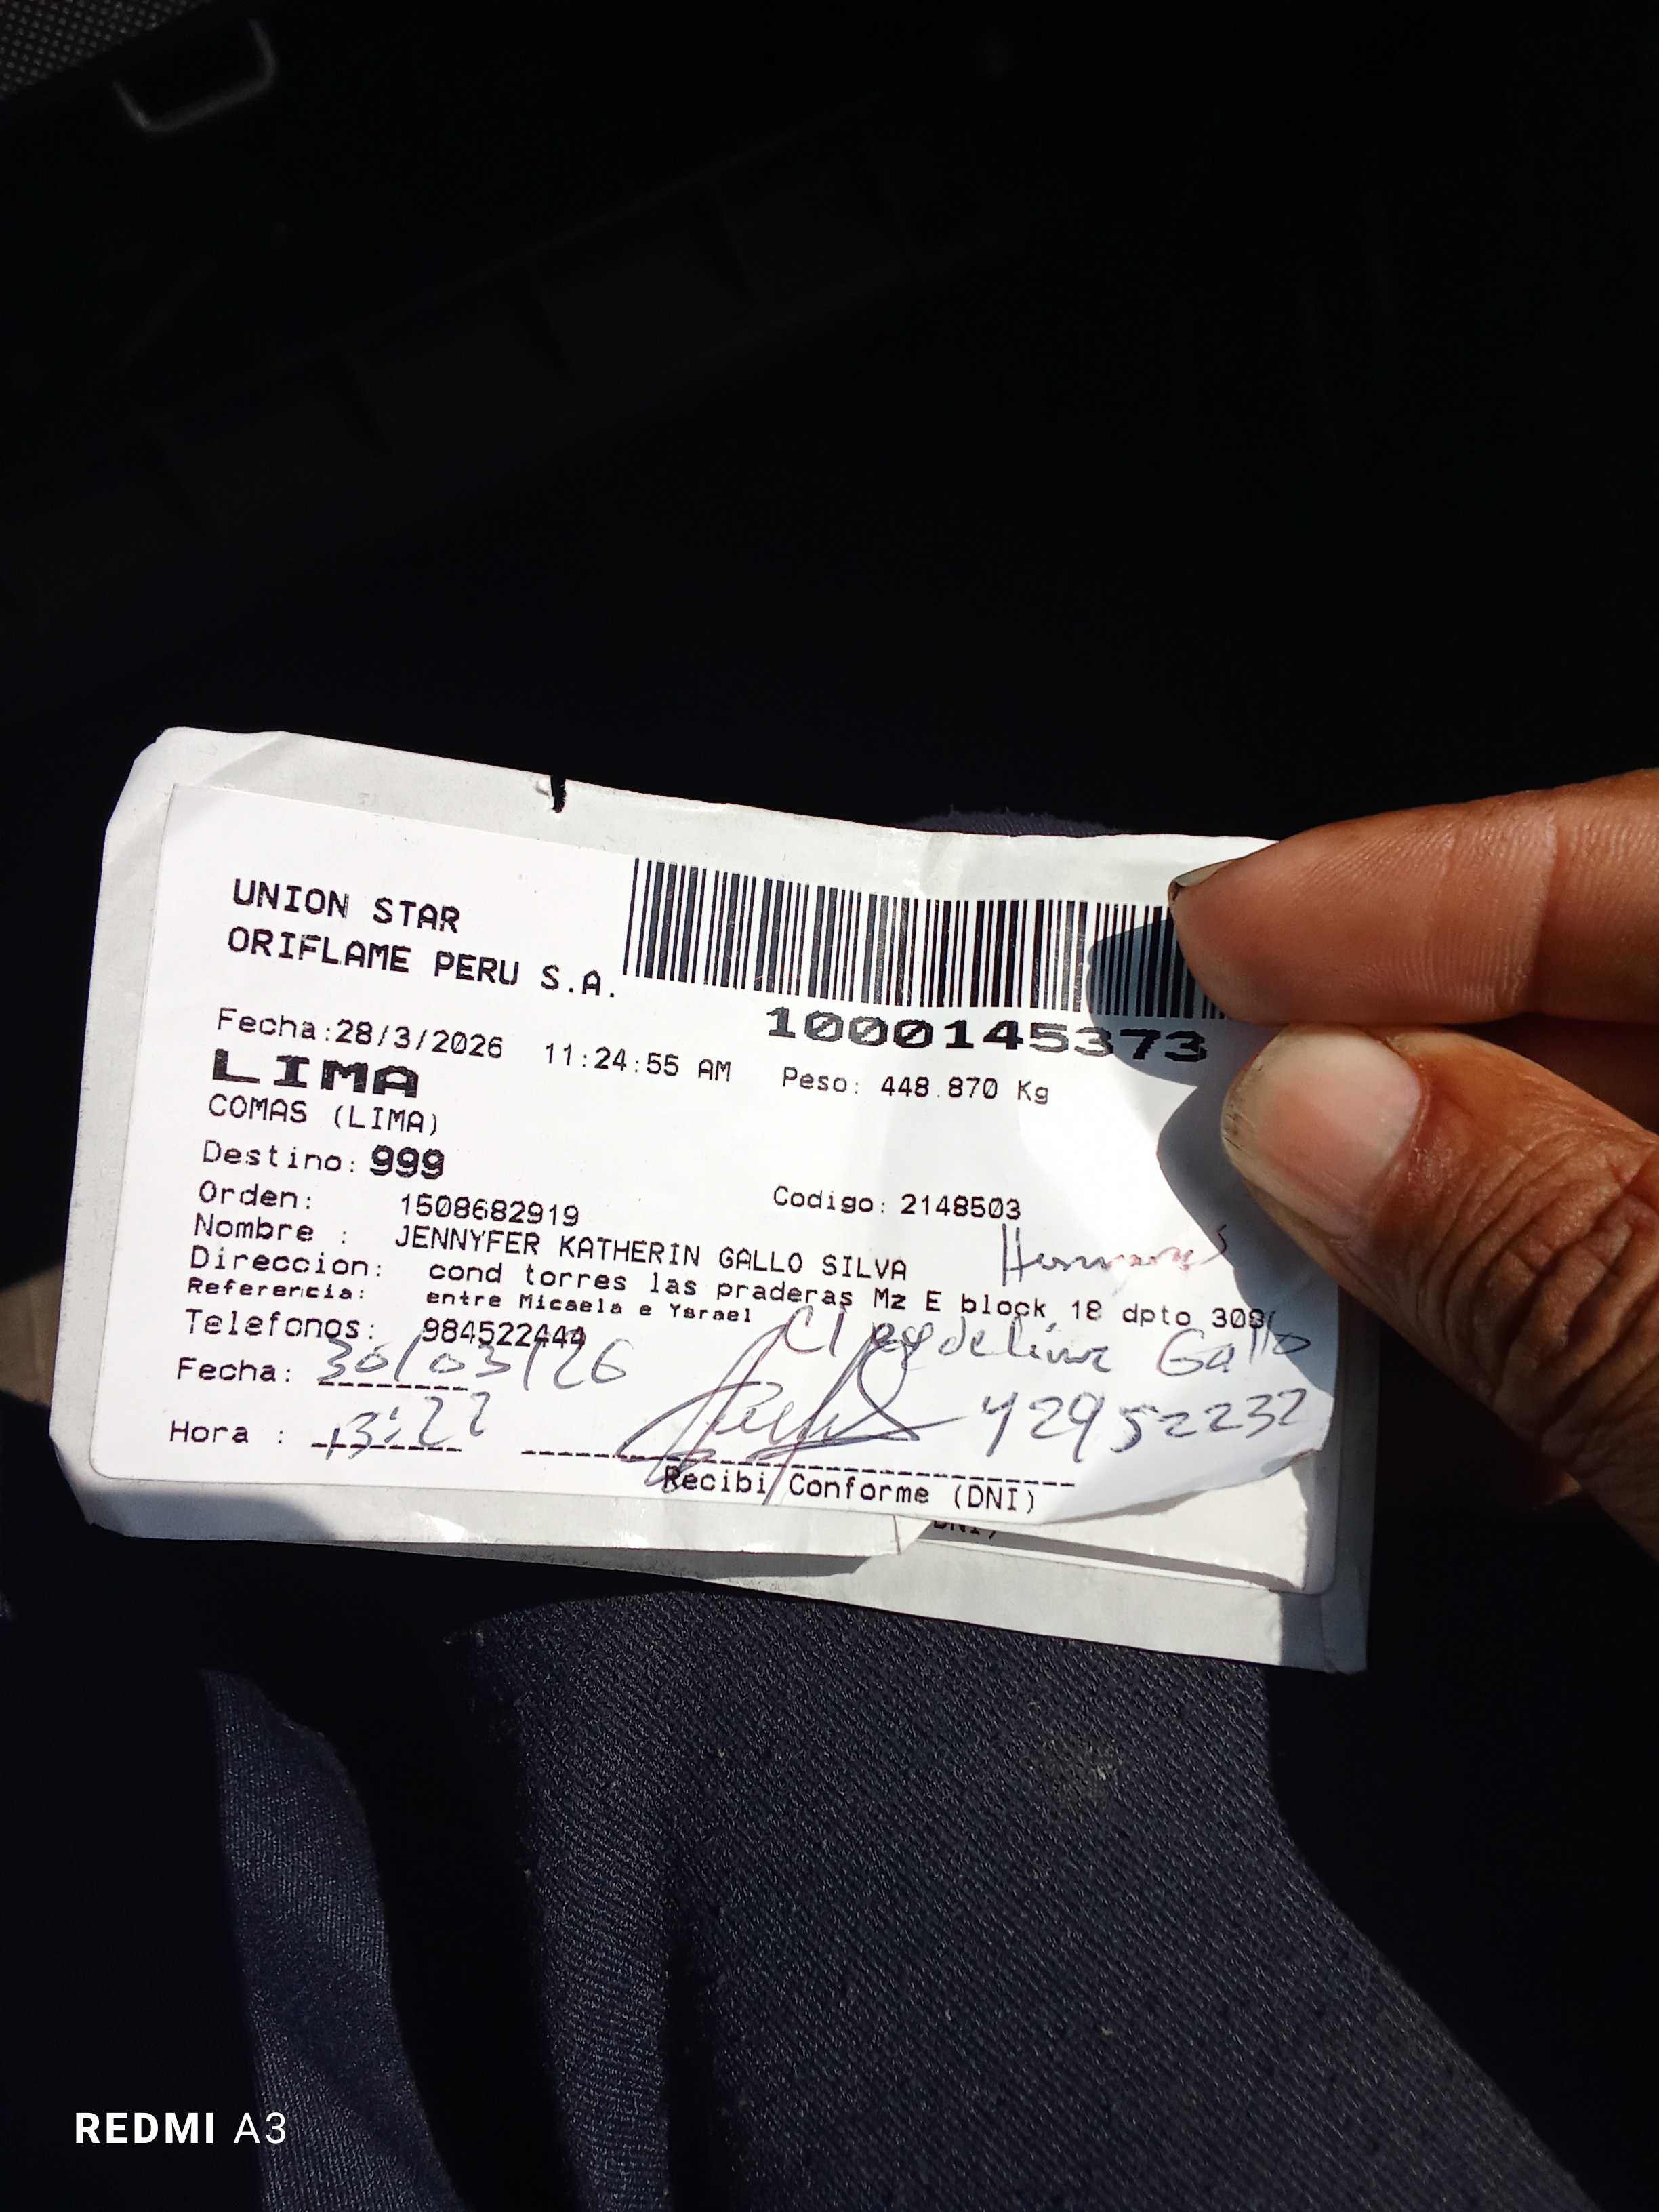 UNION STAR
ORIFLAME PERU S.A.
1000145373
Fecha:28/3/2026 11:24:55 AM Peso: 448.870 Kg
LIMA
COMAS (LIMA)
Destino: 999
Orden: 1508682919 Codigo: 2148503
Nombre : JENNYFER KATHERIN GALLO SILVA
Direccion: cond torres las praderas Mz E block 18 dpto 308
Referencia: entre Micaela e Ysrael
Telefonos: 984522444
Gallo
Fecha: 30/03/26
42952232
Hora : 13:22
Recibi Conforme (DNI)
DNI)
REDMI A3